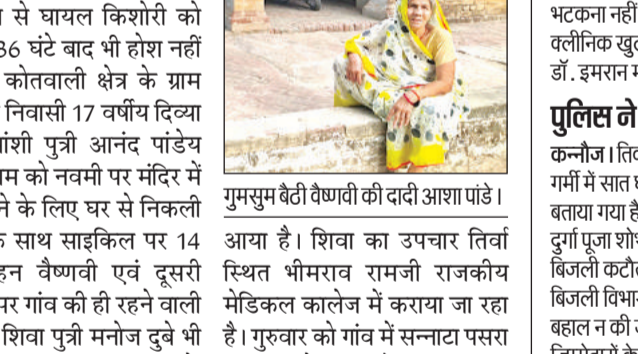 से घायल किशोरी को
36 घंटे बाद भी होश नहीं
कोतवाली क्षेत्र के ग्राम
निवासी 17 वर्षीय दिव्या
पुत्री आनंद पांडेय
को नवमी पर मंदिर में
के लिए घर से निकली
साथ साइकिल पर 14
वैष्णवी एवं दूसरी
पर गांव की ही रहने वाली
शिवा पुत्री मनोज दुबे भी
गुमसुम बैठी वैष्णवी की दादी आशा पांडे ।
आया है। शिवा का उपचार तिर्वा
स्थित भीमराव रामजी राजकीय
मेडिकल कालेज में कराया जा रहा
है। गुरुवार को गांव में सन्नाटा पसरा
भटकना नहीं
क्लीनिक
डॉ. इमरान
पुलिस ने
कन्नौज।
गर्मी में सात
बताया गया है
दुर्गा पूजा
बिजली
बिजली
बहाल न की